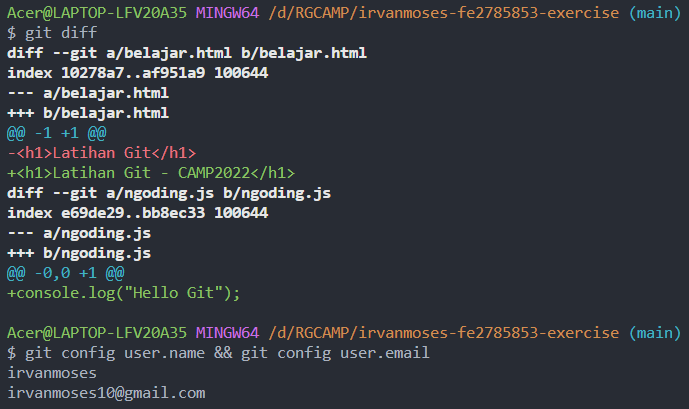 Acer@LAPTOP-LFV20A35 MINGW64 /d/RGCAMP/irvanmoses-fe2785853-exercise (main)
$ git diff
diff --git a/belajar.html b/belajar.html
index 10278a7..af951a9 100644
--- a/belajar.html
+++ b/belajar.html
@@ -1 +1 @@
-<h1>Latihan Git</h1>
+<h1>Latihan Git - CAMP2022</h1>
diff --git a/ngoding.js b/ngoding.js
index e69de29..bb8ec33 100644
--- a/ngoding.js
+++ b/ngoding.js
@@ -0,0 +1 @@
+console.log("Hello Git");
Acer@LAPTOP-LFV20A35 MINGW64 /d/RGCAMP/irvanmoses-fe2785853-exercise (main)
$ git config user.name && git config user.email
irvanmoses
irvanmoses10@gmail.com